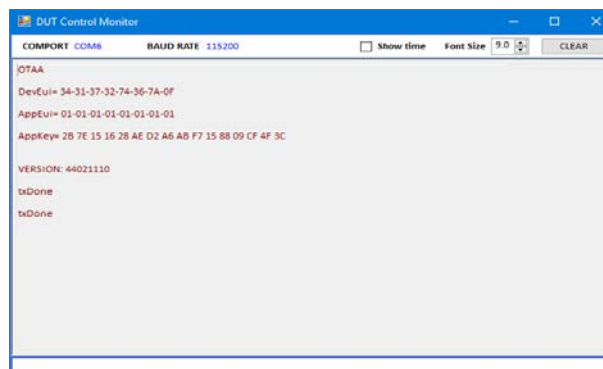 DUT Control Monitor
COMPORT COM6 BAUD RATE 115200 Show time Font Size 9.0 CLEAR
OTAA
DevEui= 34-31-37-32-74-36-7A-0F
AppEui= 01-01-01-01-01-01-01-01
AppKey= 2B 7E 15 16 28 AE D2 A6 AB F7 15 88 09 CF 4F 3C
VERSION: 44021110
txDone
txDone